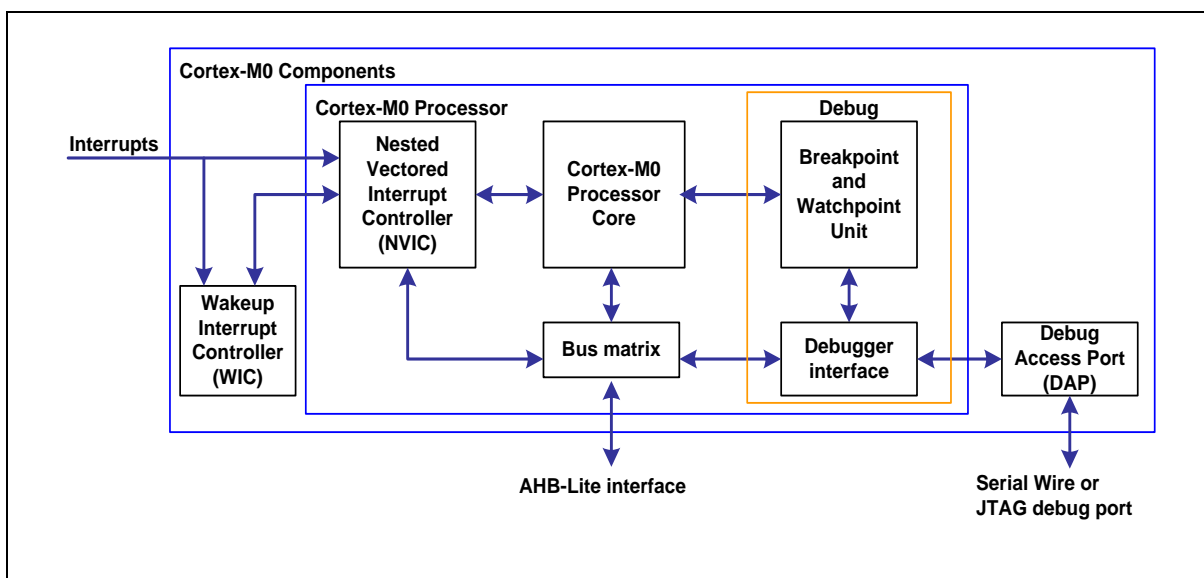 Cortex-M0 Components
Cortex-M0 Processor
Debug
Interrupts
Nested
Vectored
Interrupt
Controller
(NVIC)
Cortex-M0
Processor
Core
Breakpoint
and
Watchpoint
Unit
Wakeup
Interrupt
Controller
(WIC)
Bus matrix
Debugger
interface
Debug
Access Port
(DAP)
AHB-Lite interface
Serial Wire or
JTAG debug port